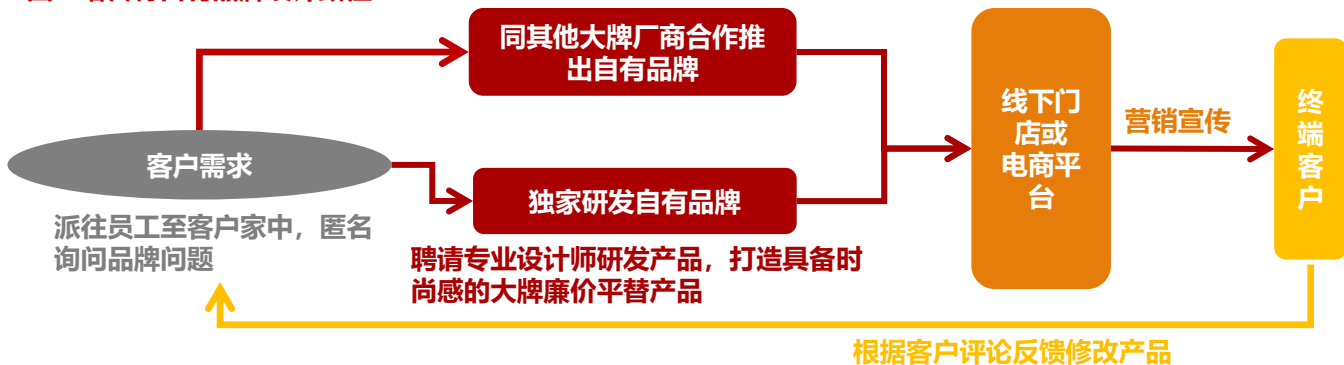 同其他大牌厂商合作推
出自有品牌
线下门
店或
电商平
台
营销宣传
终
端
客
户
客户需求
独家研发自有品牌
派往员工至客户家中，匿名
询问品牌问题
聘请专业设计师研发产品，打造具备时
尚感的大牌廉价平替产品
根据客户评论反馈修改产品